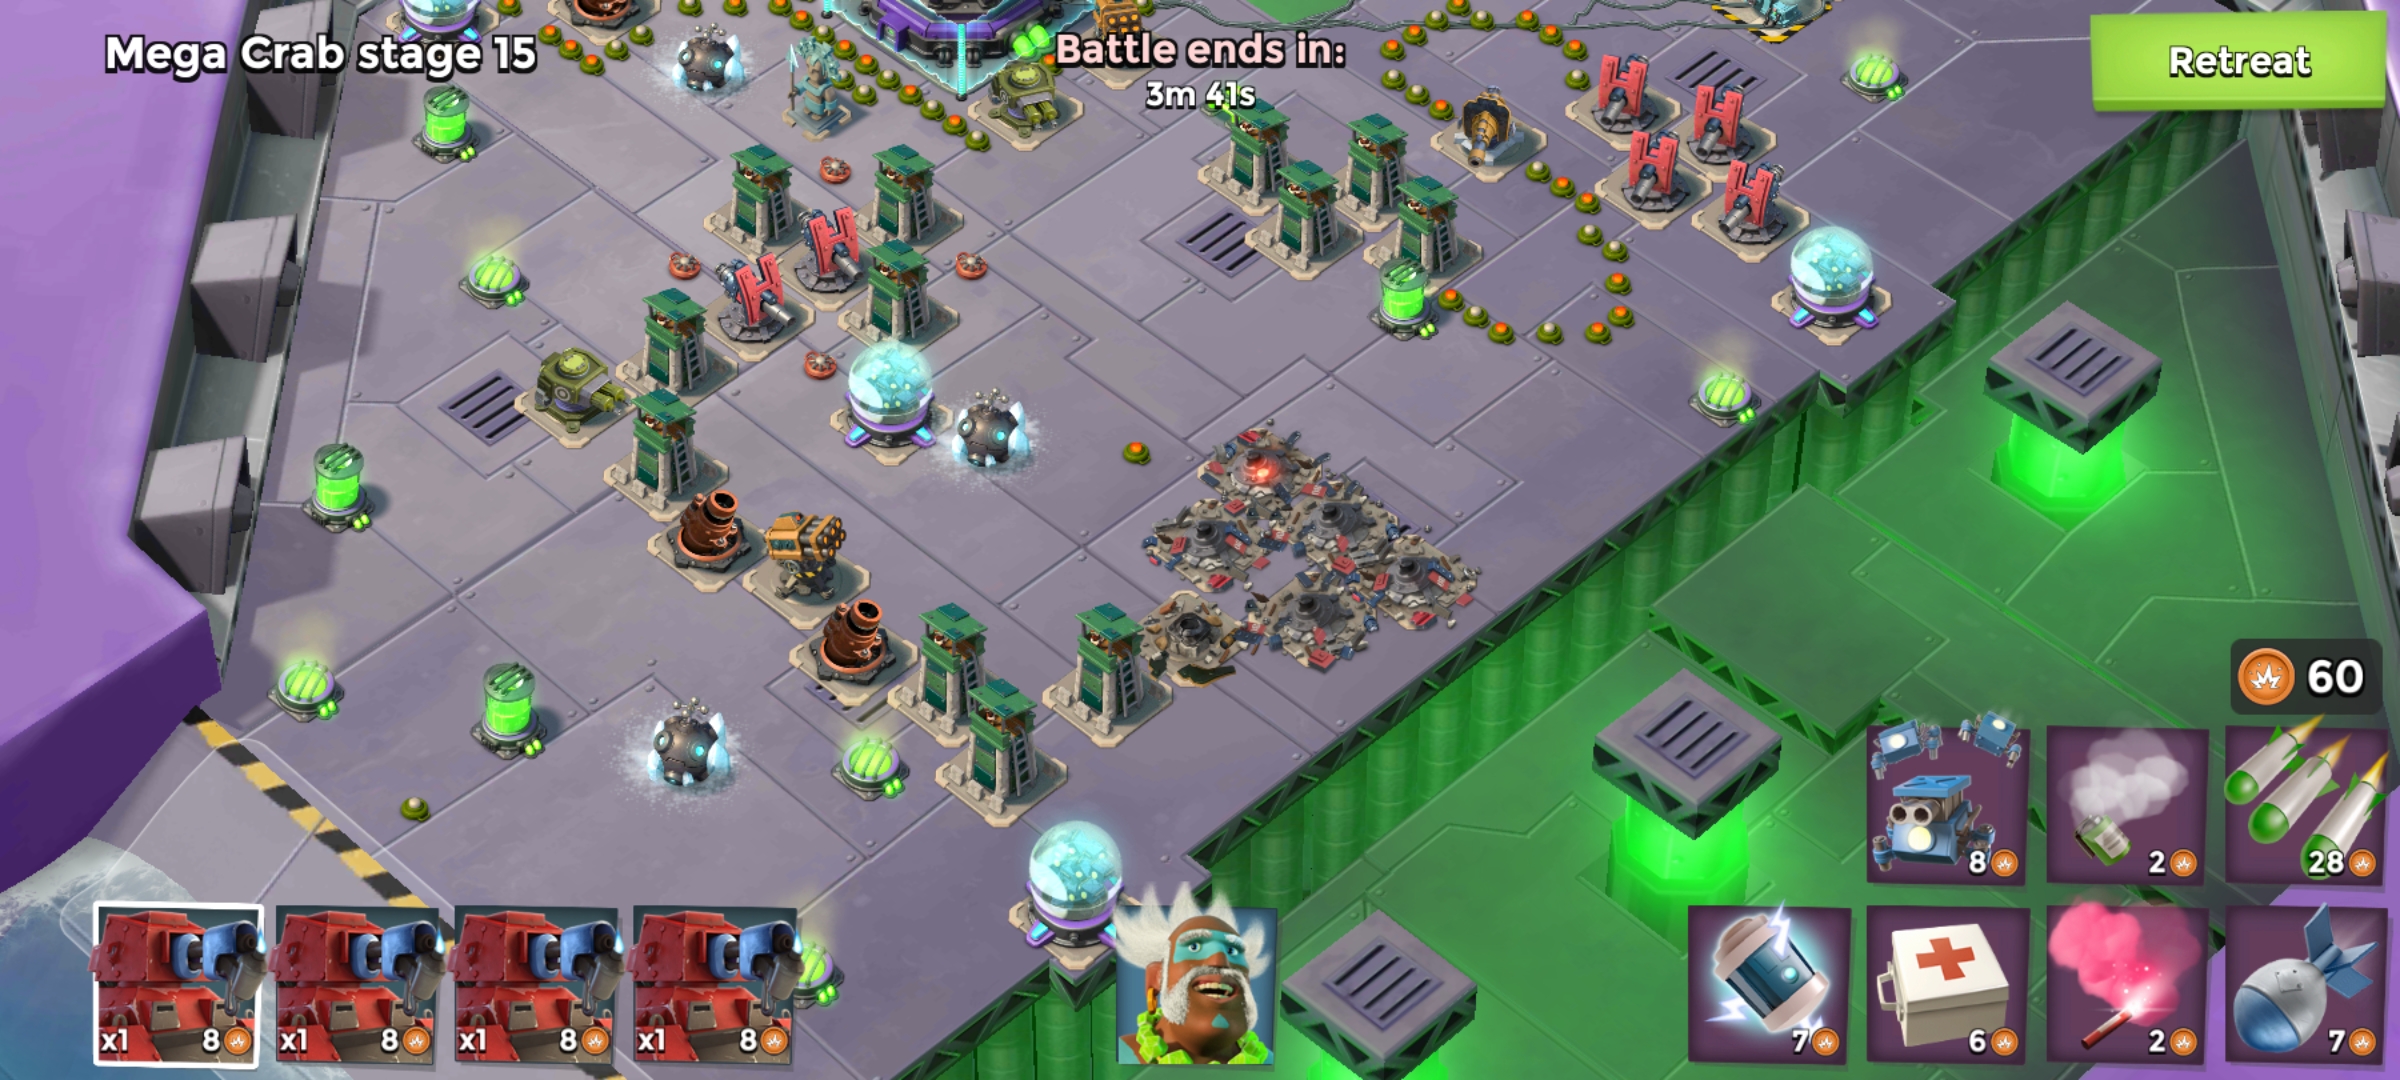 Mega Crab stage 15
Battle ends in:
3m 41s
Retreat
60
8
2
28
x1 8
x1 8
x1 8
x1 8
7
6
2
7